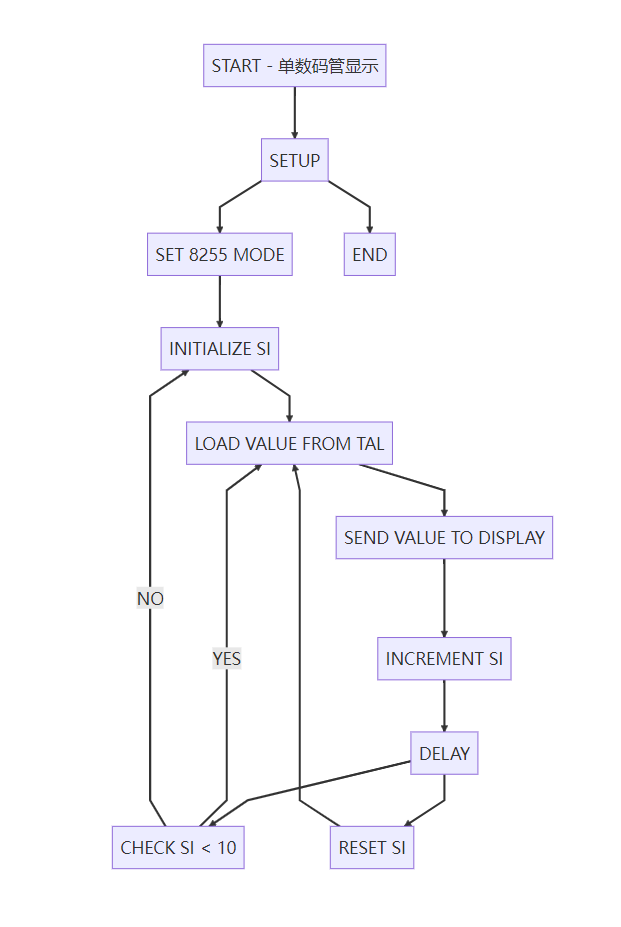 START - 单数码管显示
SETUP
SET 8255 MODE
END
INITIALIZE SI
LOAD VALUE FROM TAL
SEND VALUE TO DISPLAY
NO
YES
INCREMENT SI
DELAY
CHECK SI < 10
RESET SI